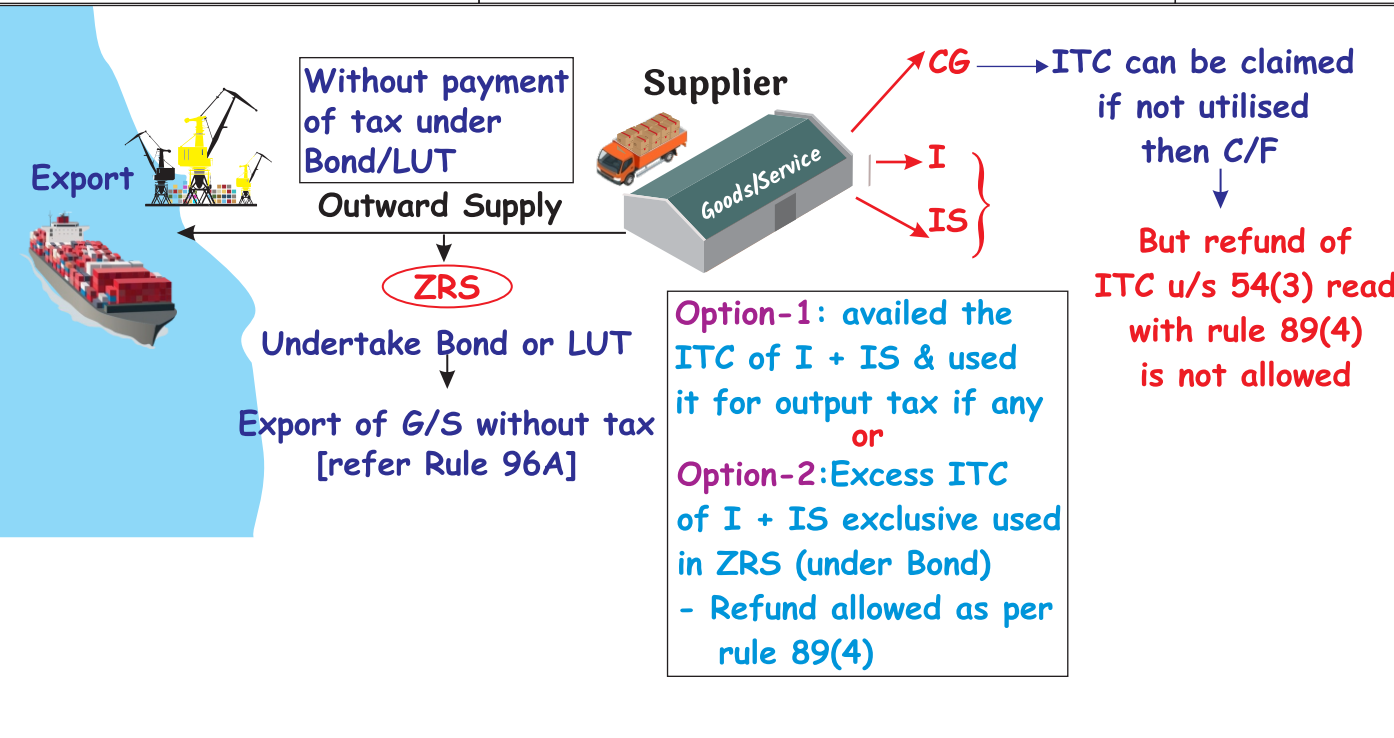 Without payment
of tax under
Bond/LUT
Supplier
CG
ITC can be claimed
if not utilised
then C/F
But refund of
ITC u/s 54(3) read
with rule 89(4)
is not allowed
I
IS
Goods/Service
Export
Outward Supply
ZRS
Undertake Bond or LUT
Export of G/S without tax
[refer Rule 96A]
Option-1: availed the
ITC of I + IS & used
it for output tax if any
or
Option-2:Excess ITC
of I + IS exclusive used
in ZRS (under Bond)
- Refund allowed as per
rule 89(4)